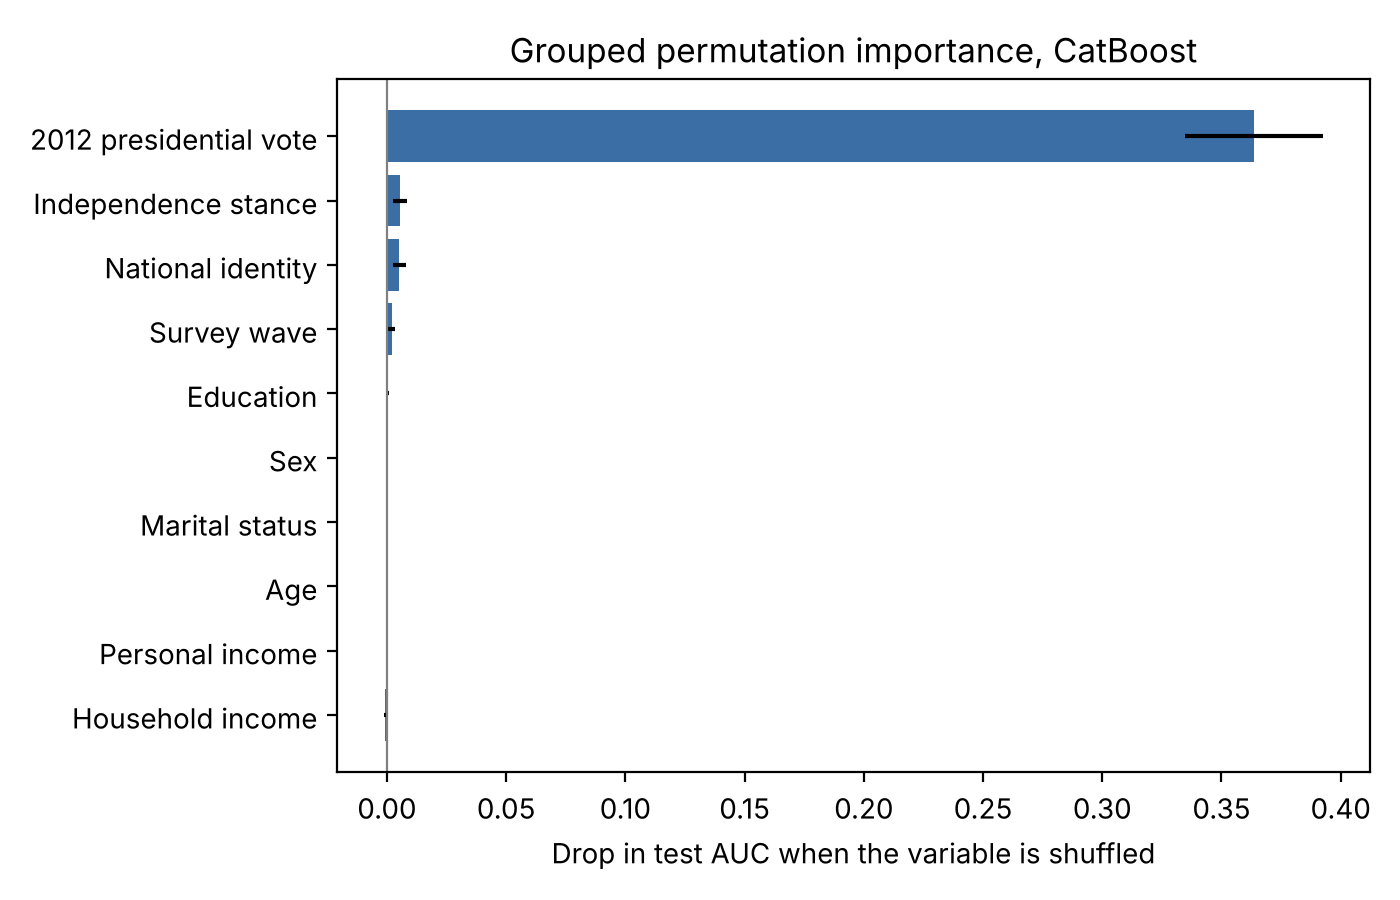 Grouped permutation importance, CatBoost
2012 presidential vote
Independence stance
National identity
Survey wave
Education
Sex
Marital status
Age
Personal income
Household income
0.00 0.05 0.10 0.15 0.20 0.25 0.30 0.35 0.40
Drop in test AUC when the variable is shuffled